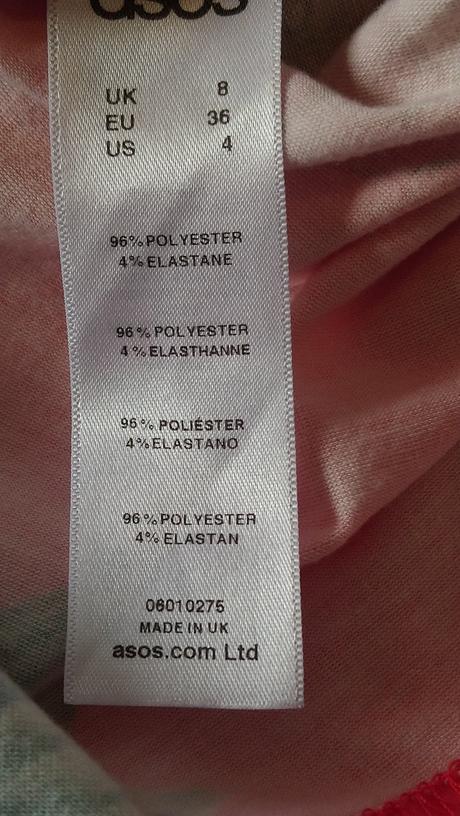 asos
UK 8
EU 36
US 4
96% POLYESTER
4% ELASTANE
96% POLYESTER
4% ELASTHANNE
96% POLIÉSTER
4% ELASTANO
96% POLYESTER
4% ELASTAN
06010275
MADE IN UK
asos.com Ltd